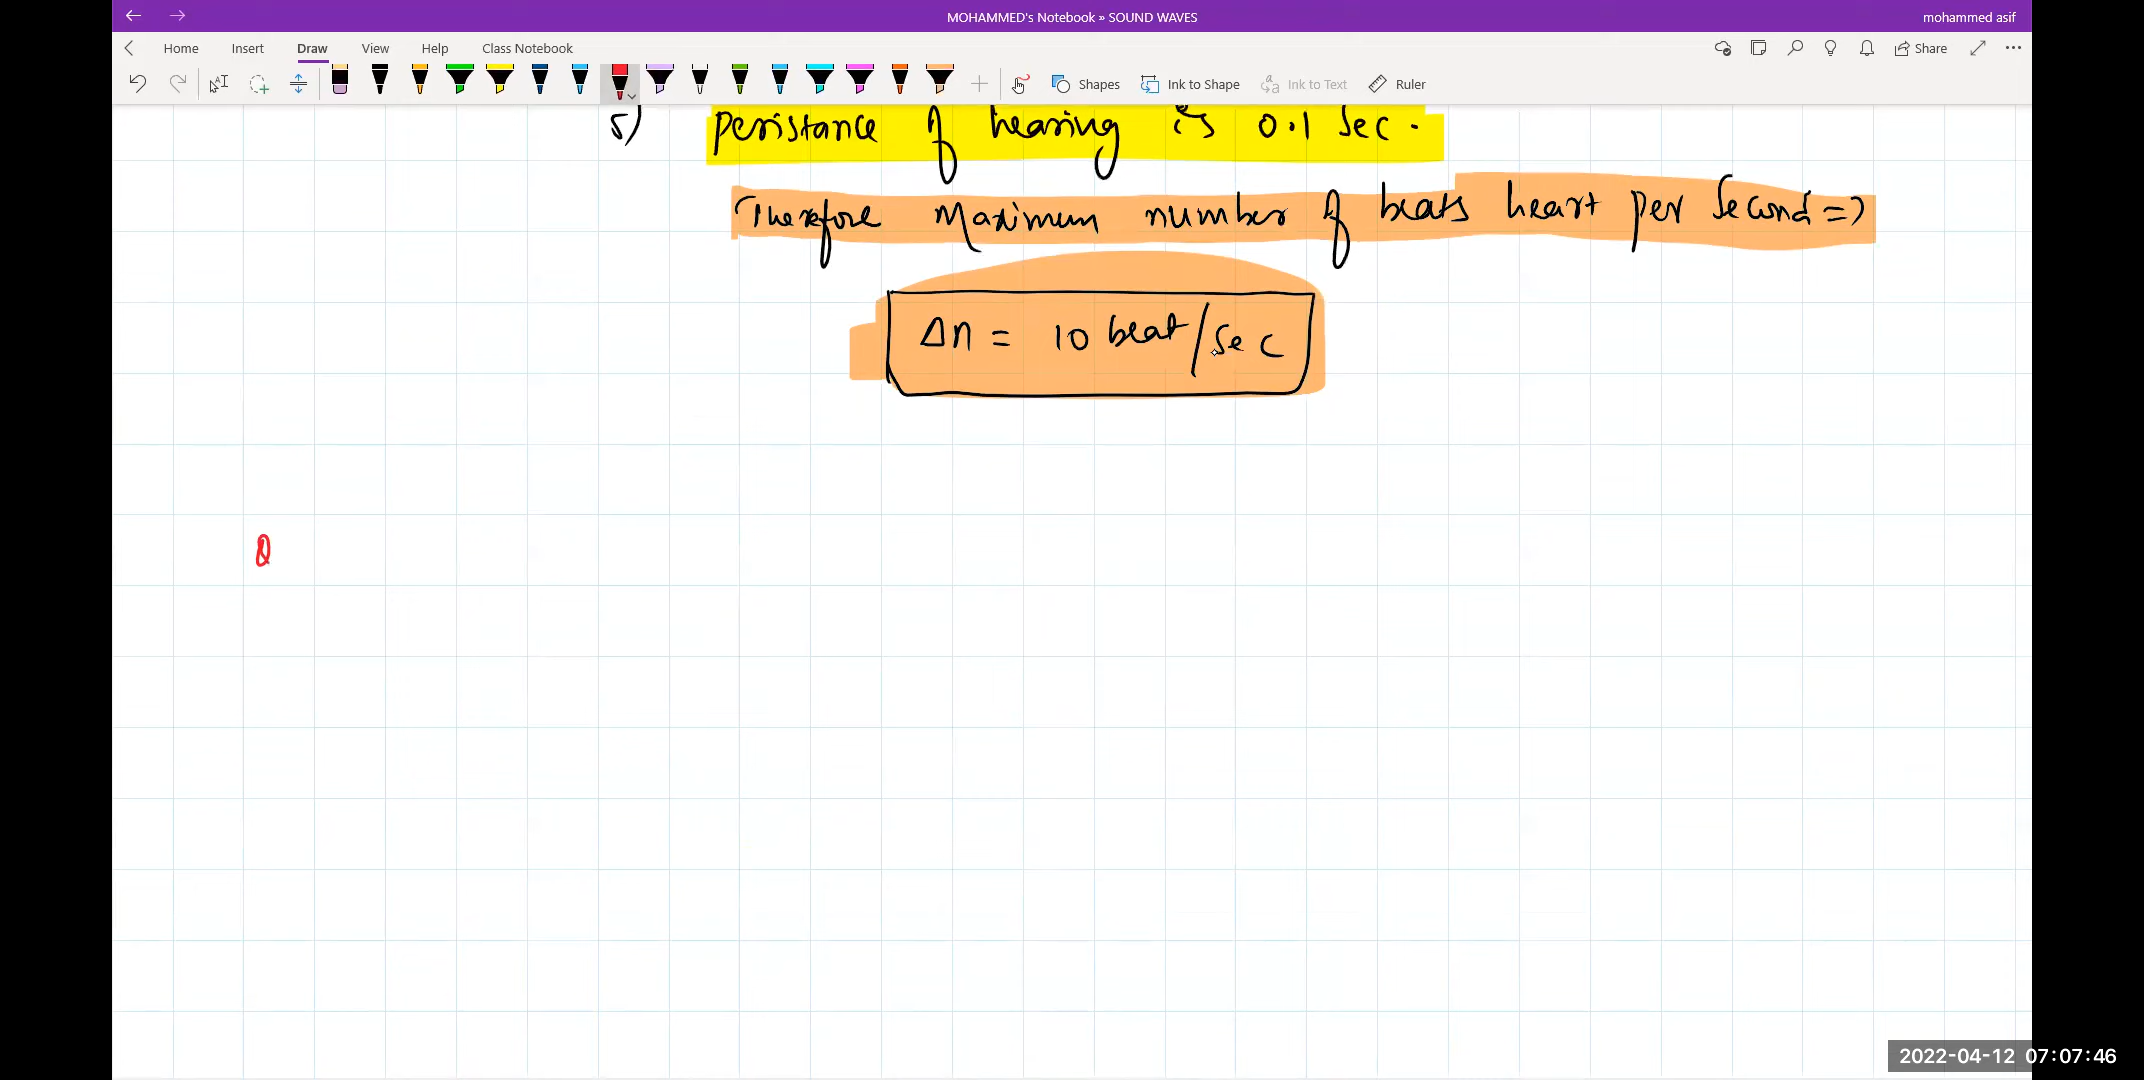 MOHAMMED's Notebook » SOUND WAVES
mohammed asif
Home Insert Draw View Help Class Notebook
Share
Shapes Ink to Shape Ink to Text Ruler
5) Peristance of hearing is 0.1 Sec.
Therefore Maximum number of beats heart per Second =>
Δn = 10 beat/Sec
Q
2022-04-12 07:07:46